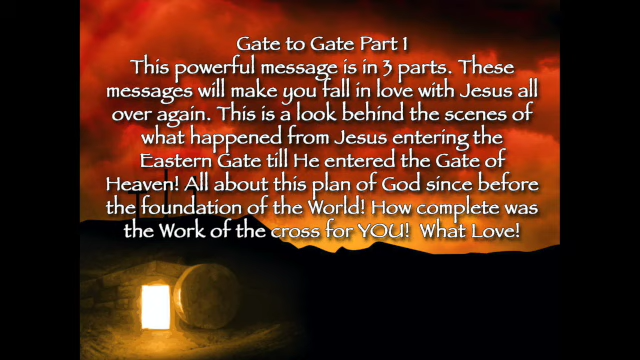 Gate to Gate Part 1
This powerful message is in 3 parts. These
messages will make you fall in love with Jesus all
over again. This is a look behind the scenes of
what happened from Jesus entering the
Eastern Gate till He entered the Gate of
Heaven! All about this plan of God since before
the foundation of the World! How complete was
the Work of the cross for YOU! What Love!